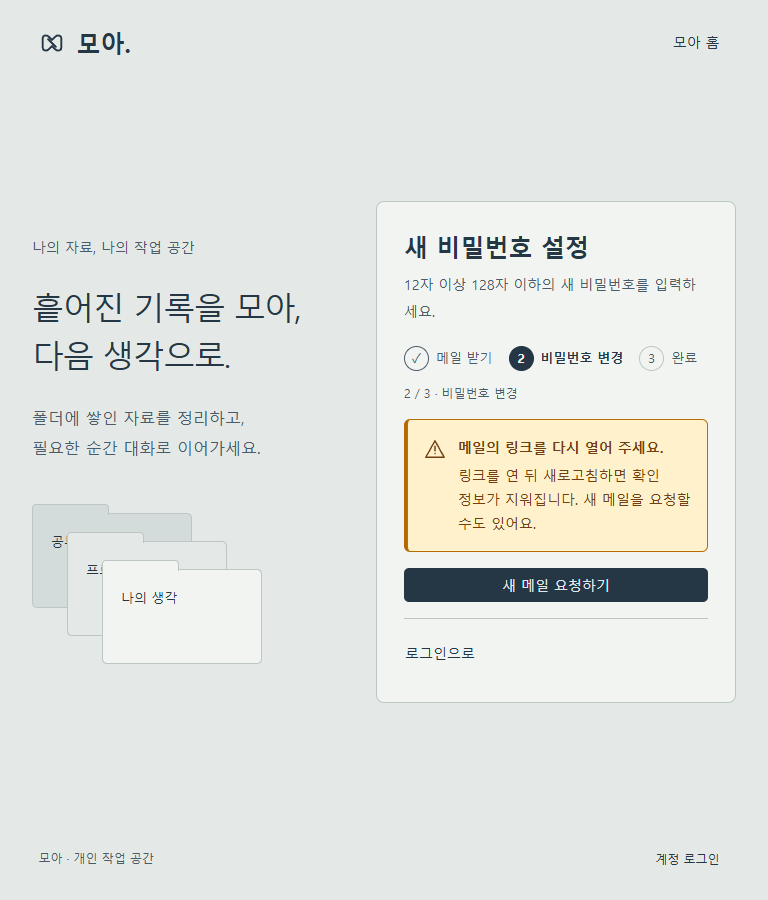 모아.
모아 홈
나의 자료, 나의 작업 공간
흩어진 기록을 모아,
다음 생각으로.
폴더에 쌓인 자료를 정리하고,
필요한 순간 대화로 이어가세요.
나의 생각
새 비밀번호 설정
12자 이상 128자 이하의 새 비밀번호를 입력하
세요.
메일 받기 2 비밀번호 변경 3 완료
2 / 3 · 비밀번호 변경
메일의 링크를 다시 열어 주세요.
링크를 연 뒤 새로고침하면 확인
정보가 지워집니다. 새 메일을 요청할
수도 있어요.
새 메일 요청하기
로그인으로
모아 · 개인 작업 공간
계정 로그인